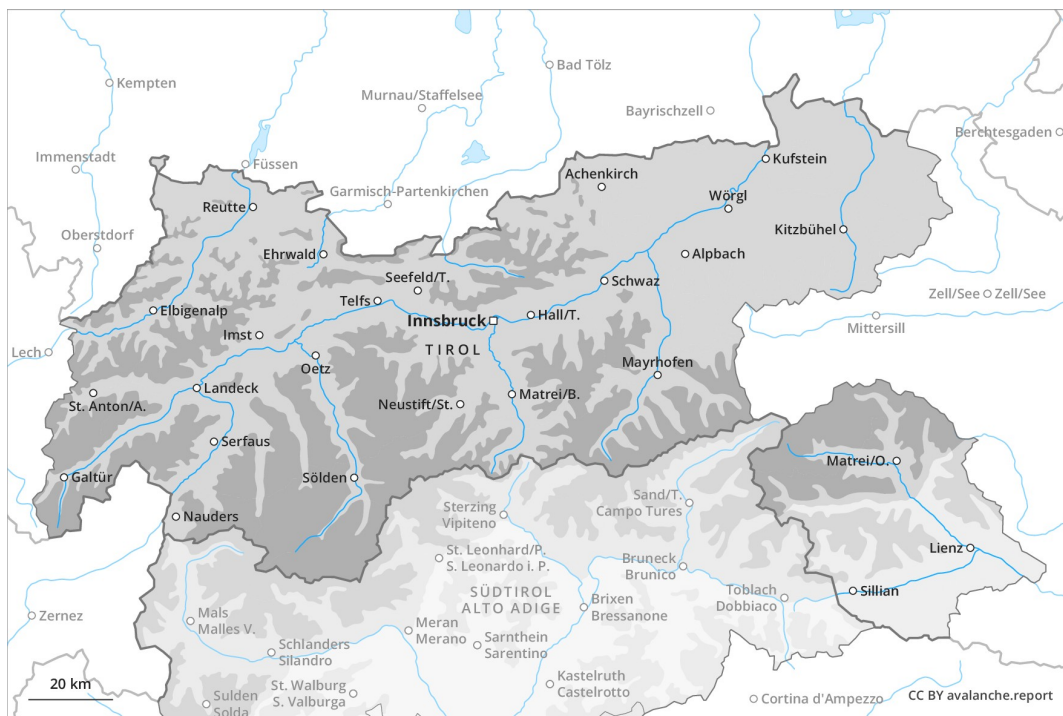 Kempten
Bad Tölz
Murnau/Staffelsee
Bayrischzell
Berchtesgaden
Immenstadt
Füssen
Kufstein
Achenkirch
Garmisch-Partenkirchen
Reutte
Wörgl
Oberstdorf
Kitzbühel
Ehrwald
Alpbach
Seefeld/T.
Schwaz
Telfs
Zell/See
Zell/See
Elbigenalp
Innsbruck
Hall/T.
Mittersill
Imst
TIROL
Lech
Oetz
Mayrhofen
Landeck
St. Anton/A.
Neustift/St.
Matrei/B.
Serfaus
Matrei/O.
Galtür
Sölden
Sand/T.
Campo Tures
Sterzing
Vipiteno
Nauders
St. Leonhard/P.
S. Leonardo i. P.
Bruneck
Brunico
Lienz
SÜDTIROL
ALTO ADIGE
Toblach
Dobbiaco
Sillian
Brixen
Bressanone
Zernez
Mals
Malles V.
Meran
Merano
Sarnthein
Sarentino
Schlanders
Silandro
Kastelruth
Castelrotto
20 km
St. Walburg
S. Valburga
Sulden
Solda
Cortina d'Ampezzo
CC BY avalanche.report